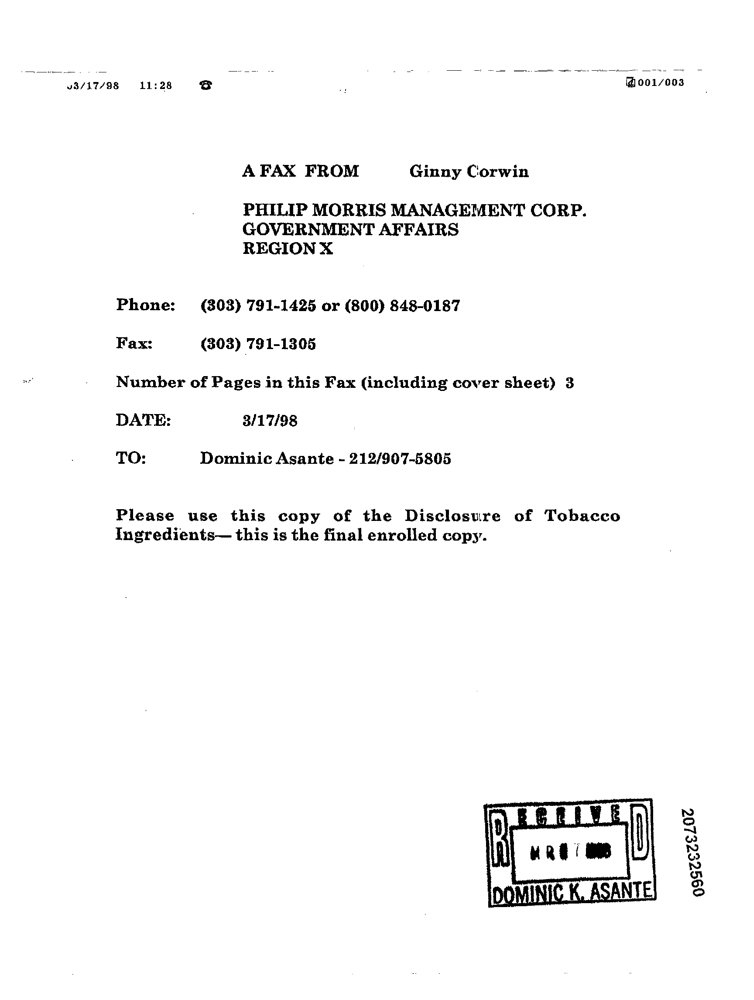 3/17/98 11:28 ☎ 001/003
A FAX FROM Ginny Corwin
PHILIP MORRIS MANAGEMENT CORP.
GOVERNMENT AFFAIRS
REGION X
Phone: (303) 791-1425 or (800) 848-0187
Fax: (303) 791-1305
Number of Pages in this Fax (including cover sheet) 3
DATE: 3/17/98
TO: Dominic Asante - 212/907-5805
Please use this copy of the Disclosure of Tobacco
Ingredients— this is the final enrolled copy.
RECEIVED
DOMINIC K. ASANTE
2073232560